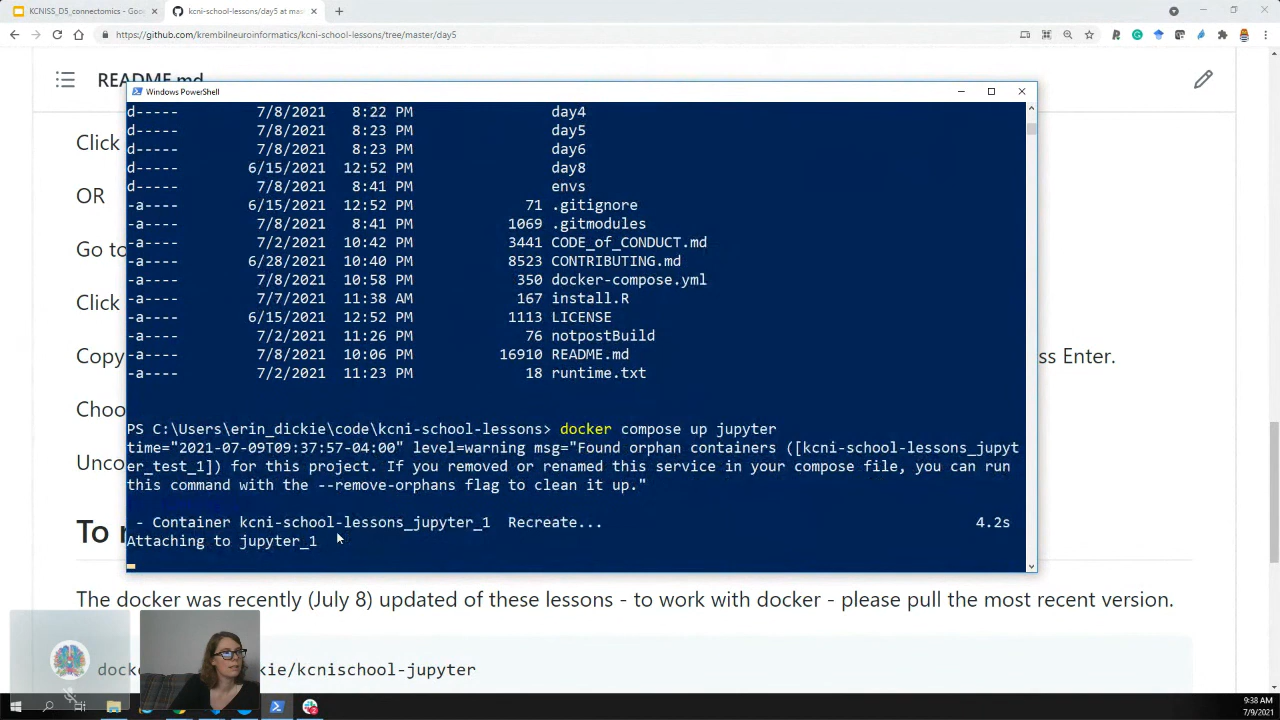 KCNISS_D5_connectomics - Goog
kcni-school-lessons/day5 at mast
https://github.com/krembilneuroinformatics/kcni-school-lessons/tree/master/day5
README.md
Windows PowerShell
Click
OR
Go to
Click
Copy
ss Enter.
Choo
Unco
d----- 7/8/2021 8:22 PM day4
d----- 7/8/2021 8:23 PM day5
d----- 7/8/2021 8:23 PM day6
d----- 6/15/2021 12:52 PM day8
d----- 7/8/2021 8:41 PM envs
-a---- 6/15/2021 12:52 PM 71 .gitignore
-a---- 7/8/2021 8:41 PM 1069 .gitmodules
-a---- 7/2/2021 10:42 PM 3441 CODE_of_CONDUCT.md
-a---- 6/28/2021 10:40 PM 8523 CONTRIBUTING.md
-a---- 7/8/2021 10:58 PM 350 docker-compose.yml
-a---- 7/7/2021 11:38 AM 167 install.R
-a---- 6/15/2021 12:52 PM 1113 LICENSE
-a---- 7/2/2021 11:26 PM 76 notpostBuild
-a---- 7/8/2021 10:06 PM 16910 README.md
-a---- 7/2/2021 11:23 PM 18 runtime.txt
PS C:\Users\erin_dickie\code\kcni-school-lessons> docker compose up jupyter
time="2021-07-09T09:37:57-04:00" level=warning msg="Found orphan containers ([kcni-school-lessons_jupyt
er_test_1]) for this project. If you removed or renamed this service in your compose file, you can run
this command with the --remove-orphans flag to clean it up."
- Container kcni-school-lessons_jupyter_1 Recreate... 4.2s
Attaching to jupyter_1
To r
The docker was recently (July 8) updated of these lessons - to work with docker - please pull the most recent version.
docke
kie/kcnischool-jupyter
9:38 AM
7/9/2021